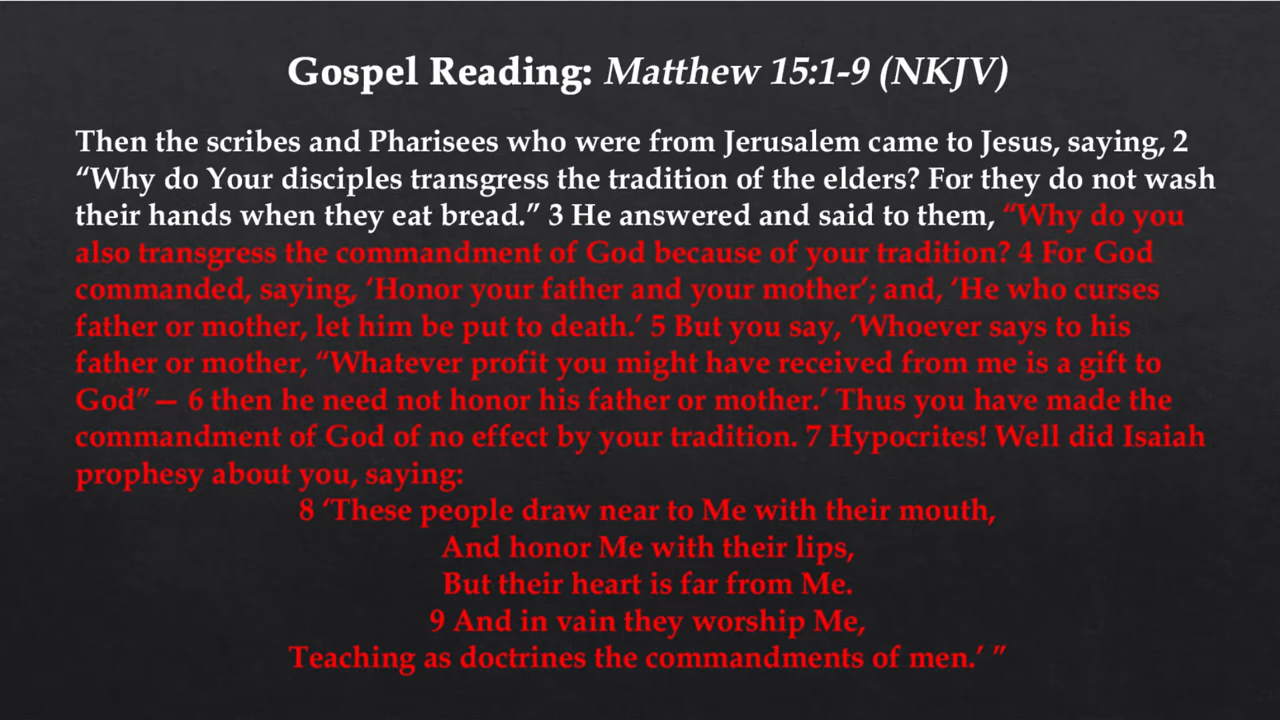 Gospel Reading: Matthew 15:1-9 (NKJV)
Then the scribes and Pharisees who were from Jerusalem came to Jesus, saying, 2
“Why do Your disciples transgress the tradition of the elders? For they do not wash
their hands when they eat bread.” 3 He answered and said to them, “Why do you
also transgress the commandment of God because of your tradition? 4 For God
commanded, saying, ‘Honor your father and your mother’; and, ‘He who curses
father or mother, let him be put to death.’ 5 But you say, ‘Whoever says to his
father or mother, “Whatever profit you might have received from me is a gift to
God”— 6 then he need not honor his father or mother.’ Thus you have made the
commandment of God of no effect by your tradition. 7 Hypocrites! Well did Isaiah
prophesy about you, saying:
8 ‘These people draw near to Me with their mouth,
And honor Me with their lips,
But their heart is far from Me.
9 And in vain they worship Me,
Teaching as doctrines the commandments of men.’ ”